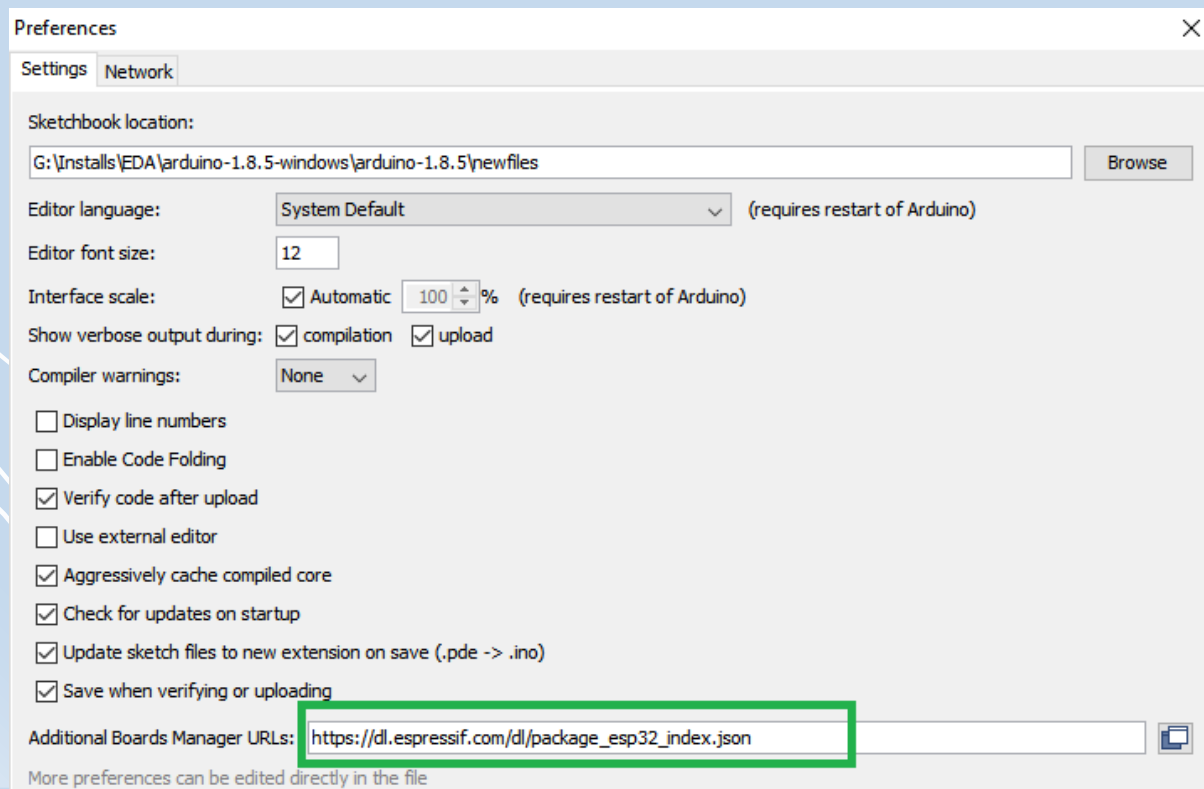 Preferences
Settings Network
Sketchbook location:
G:\Installs\EDA\arduino-1.8.5-windows\arduino-1.8.5\newfiles Browse
Editor language: System Default (requires restart of Arduino)
Editor font size: 12
Interface scale: Automatic 100 % (requires restart of Arduino)
Show verbose output during: compilation upload
Compiler warnings: None
Display line numbers
Enable Code Folding
Verify code after upload
Use external editor
Aggressively cache compiled core
Check for updates on startup
Update sketch files to new extension on save (.pde -> .ino)
Save when verifying or uploading
Additional Boards Manager URLs: https://dl.espressif.com/dl/package_esp32_index.json
More preferences can be edited directly in the file